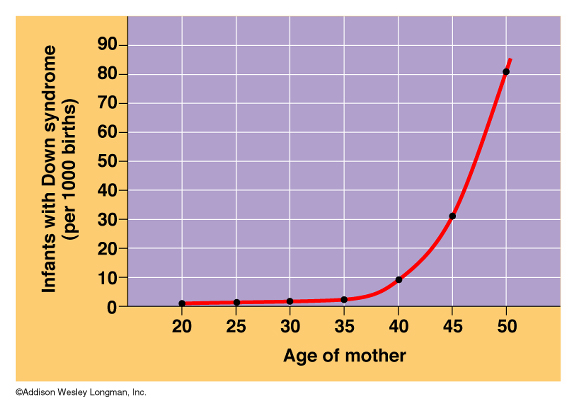 Infants with Down syndrome
(per 1000 births)
90
80
70
60
50
40
30
20
10
0
20 25 30 35 40 45 50
Age of mother
©Addison Wesley Longman, Inc.